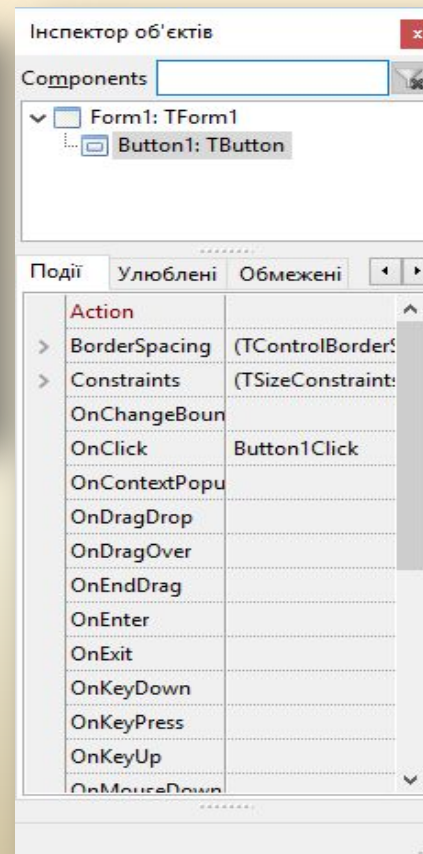 Інспектор об'єктів
x
Components
Form1: TForm1
Button1: TButton
Події Улюблені Обмежені
Action
BorderSpacing (TControlBorderS
Constraints (TSizeConstraints
OnChangeBoun
OnClick Button1Click
OnContextPopu
OnDragDrop
OnDragOver
OnEndDrag
OnEnter
OnExit
OnKeyDown
OnKeyPress
OnKeyUp
OnMouseDown